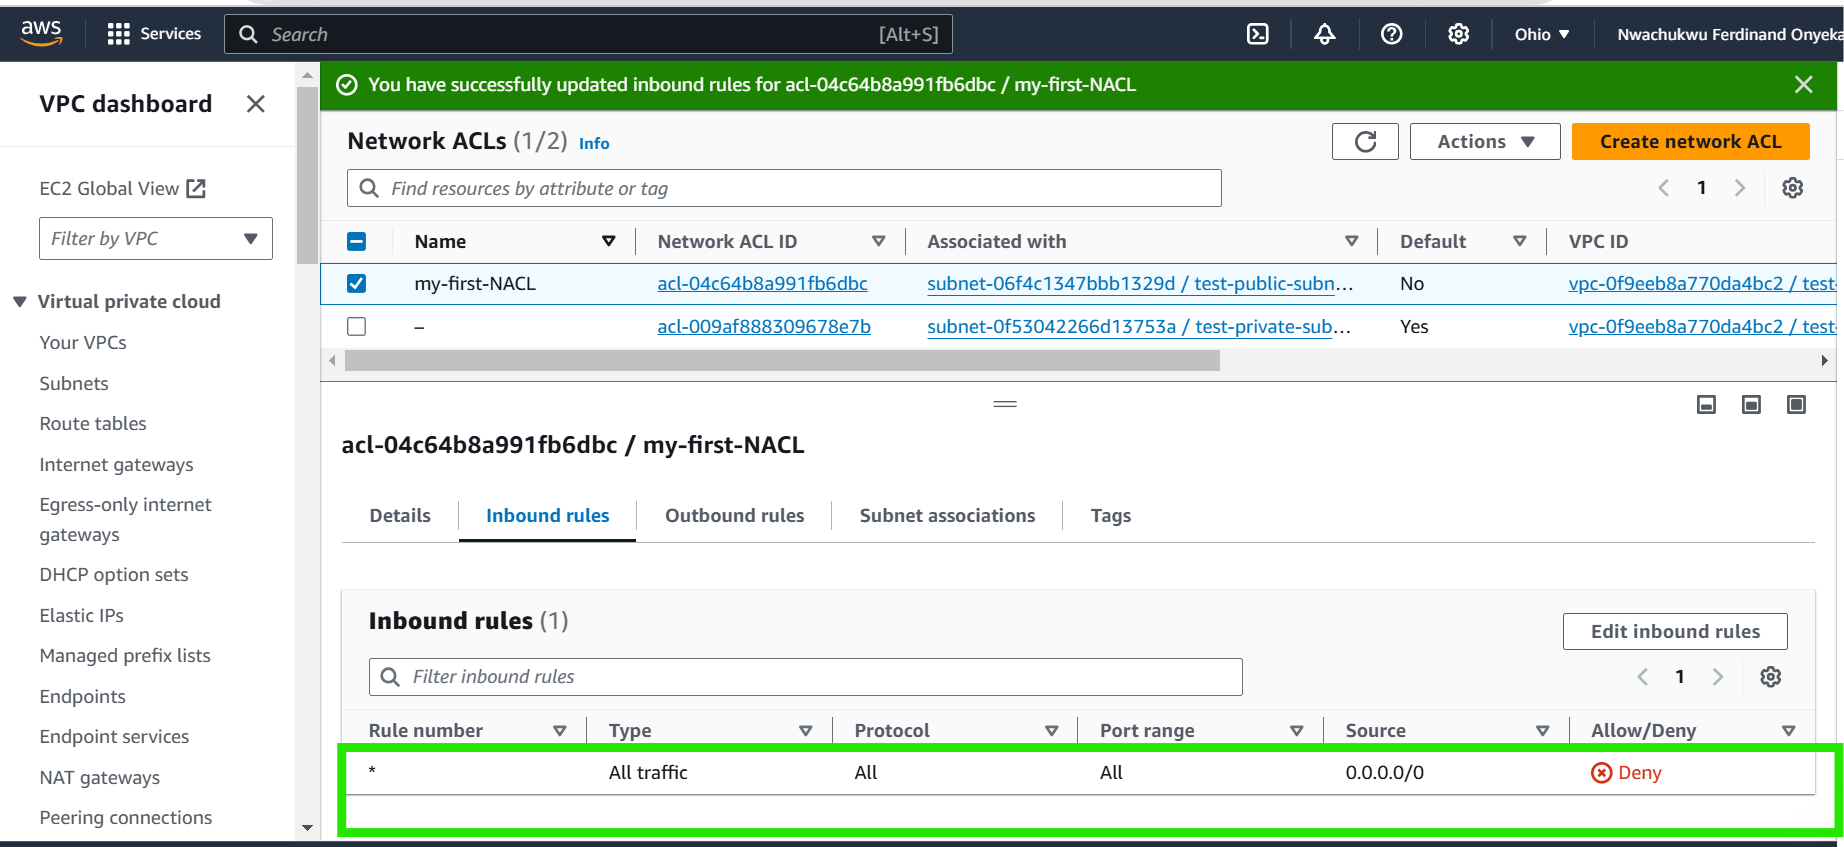 aws Services Search [Alt+S] Ohio ▼ Nwachukwu Ferdinand Onyeka
VPC dashboard
EC2 Global View
Filter by VPC
Virtual private cloud
Your VPCs
Subnets
Route tables
Internet gateways
Egress-only internet
gateways
DHCP option sets
Elastic IPs
Managed prefix lists
Endpoints
Endpoint services
NAT gateways
Peering connections
You have successfully updated inbound rules for acl-04c64b8a991fb6dbc / my-first-NACL
Network ACLs (1/2) Info Actions ▼ Create network ACL
Find resources by attribute or tag 1
Name Network ACL ID Associated with Default VPC ID
my-first-NACL acl-04c64b8a991fb6dbc subnet-06f4c1347bbb1329d / test-public-subn... No vpc-0f9eeb8a770da4bc2 / test-
– acl-009af888309678e7b subnet-0f53042266d13753a / test-private-sub... Yes vpc-0f9eeb8a770da4bc2 / test-
acl-04c64b8a991fb6dbc / my-first-NACL
Details Inbound rules Outbound rules Subnet associations Tags
Inbound rules (1) Edit inbound rules
Filter inbound rules 1
Rule number Type Protocol Port range Source Allow/Deny
* All traffic All All 0.0.0.0/0 Deny